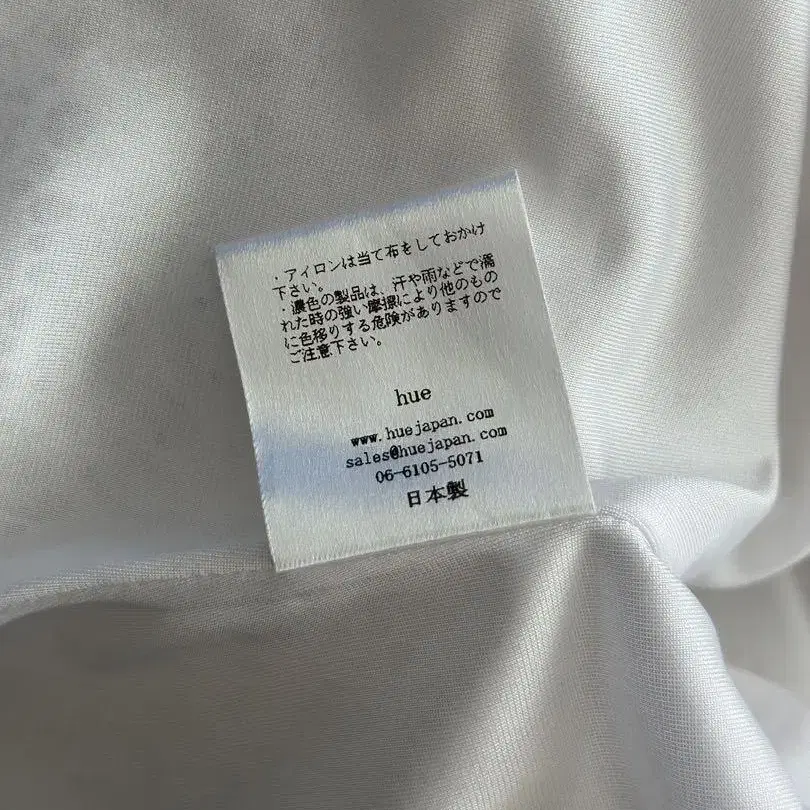 ・アイロンは当て布をしておかけ
下さい。
・濃色の製品は、汗や雨などで濡
れた時の強い摩擦により他のもの
に色移りする危険がありますので
ご注意下さい。
hue
www.huejapan.com
sales@huejapan.com
06-6105-5071
日本製